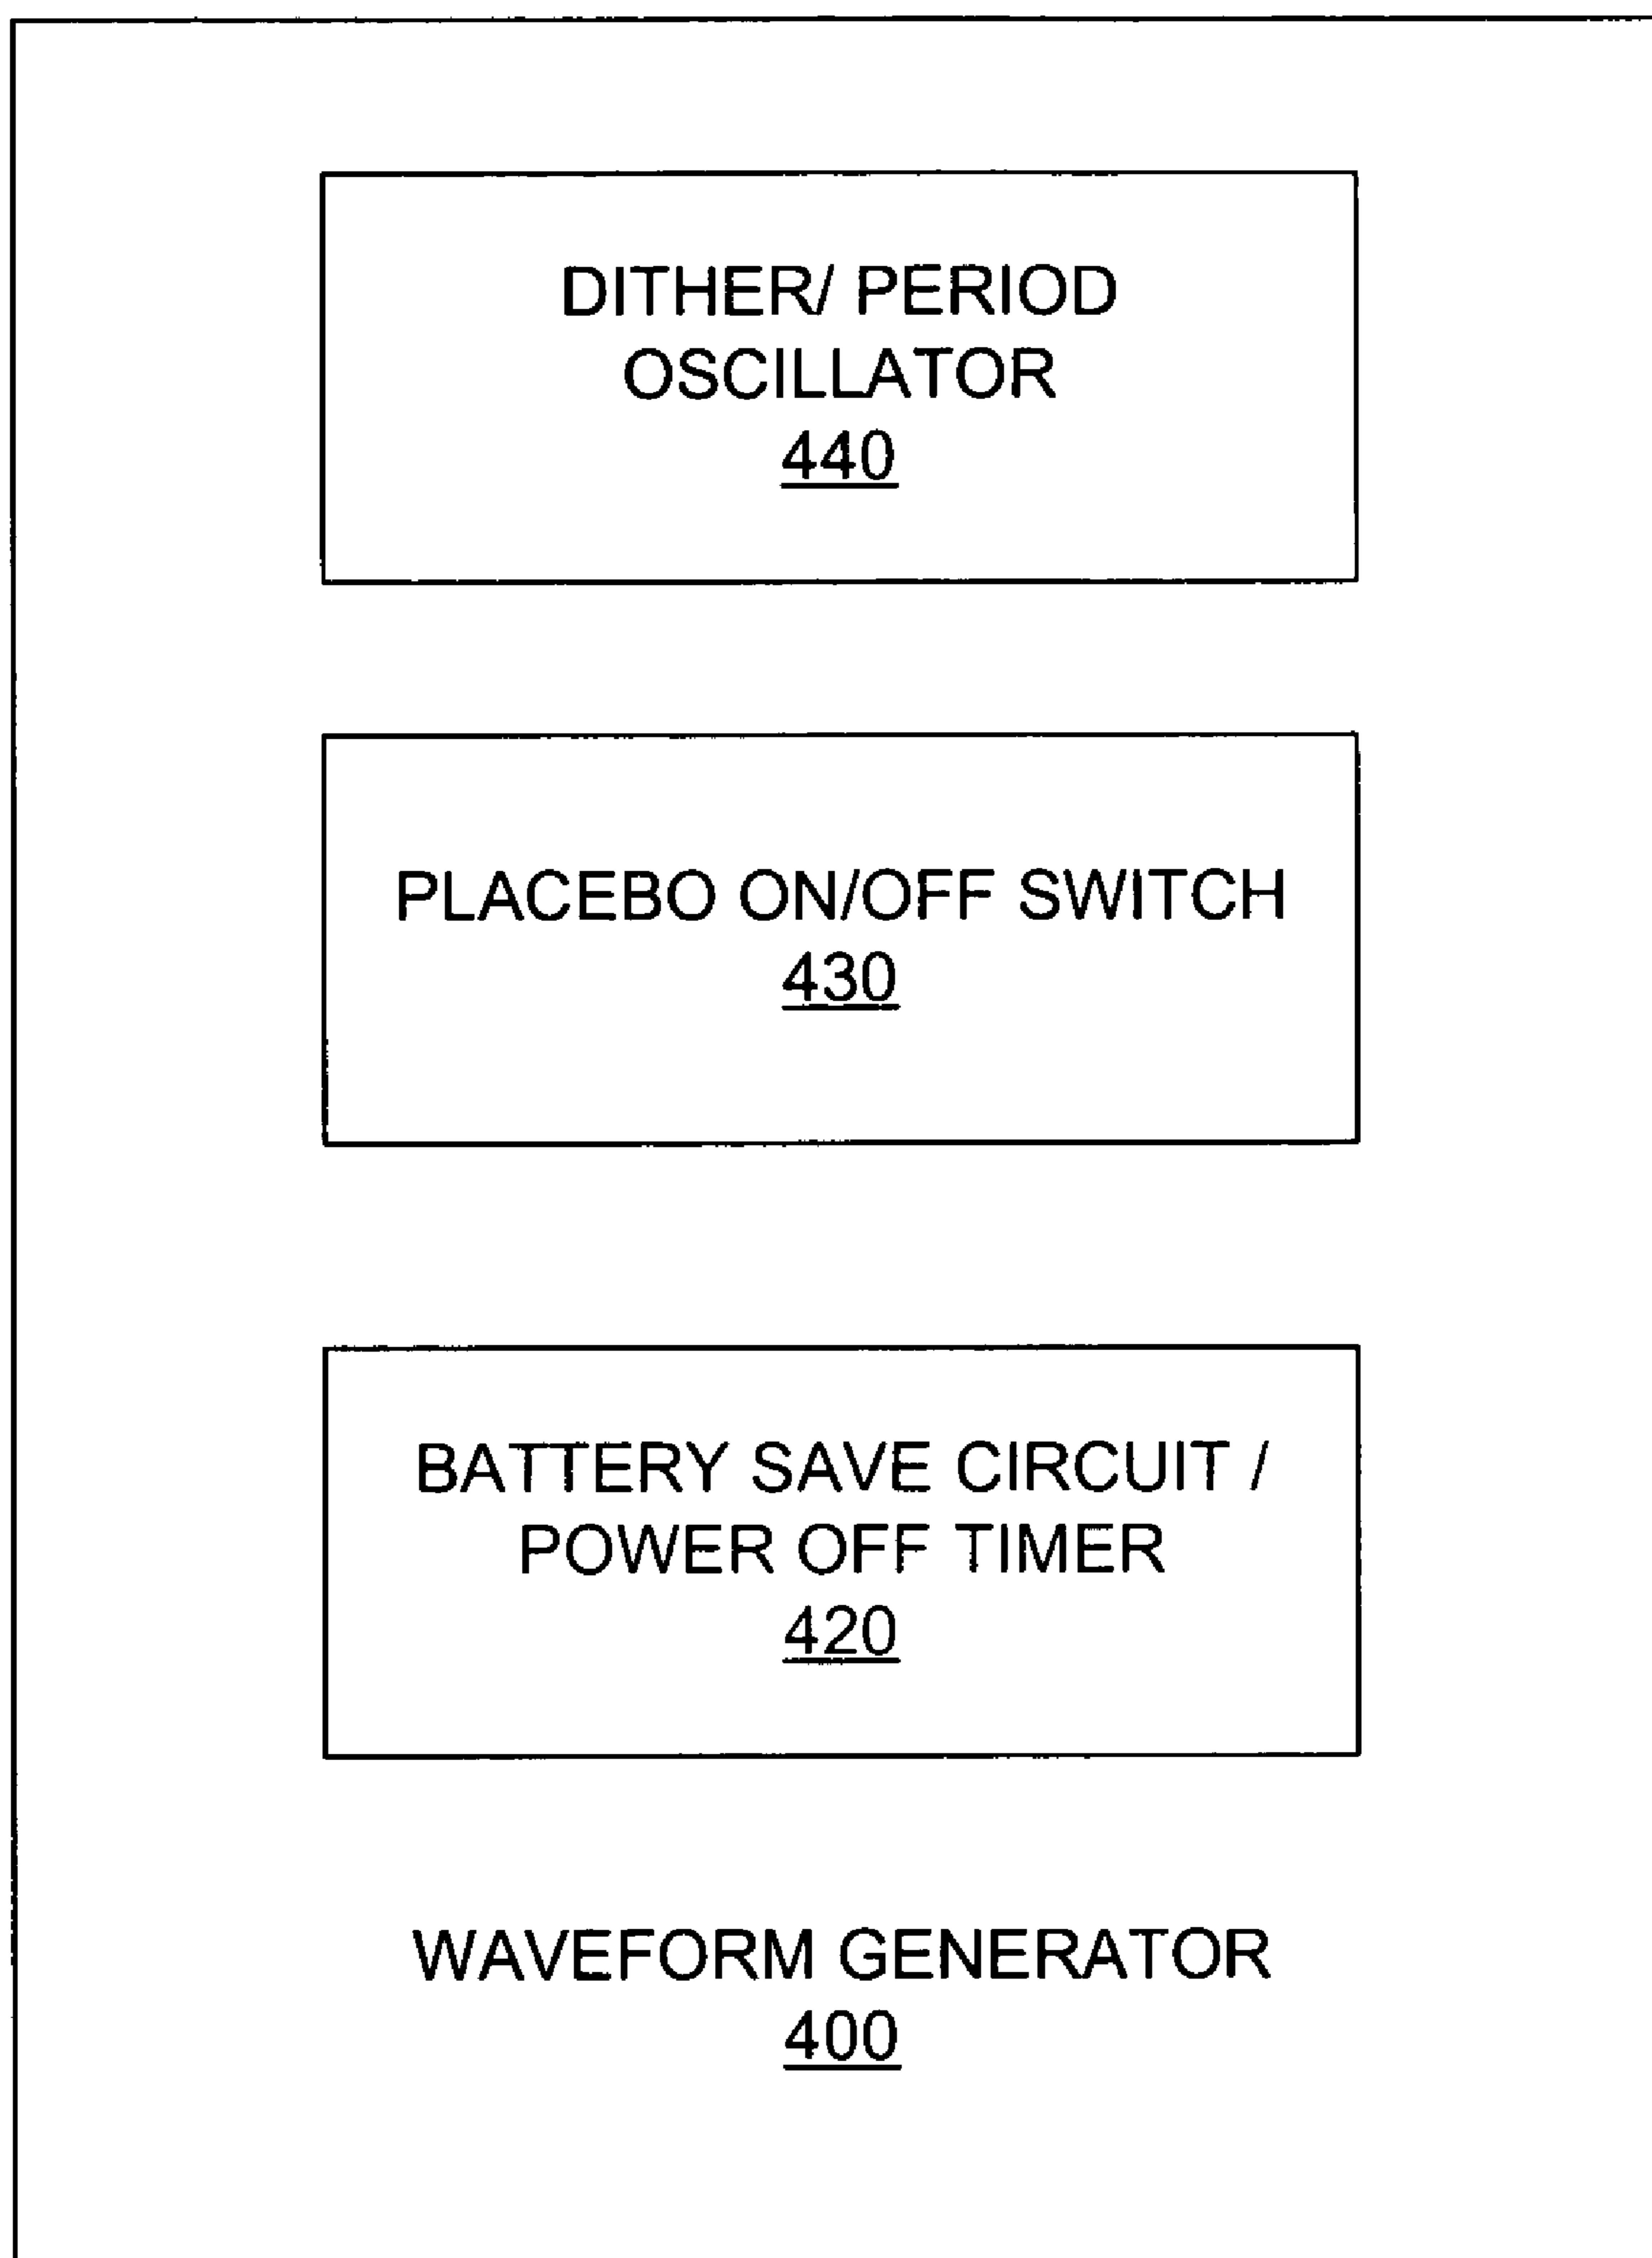 DITHER/ PERIOD
OSCILLATOR
440
PLACEBO ON/OFF SWITCH
430
BATTERY SAVE CIRCUIT /
POWER OFF TIMER
420
WAVEFORM GENERATOR
400